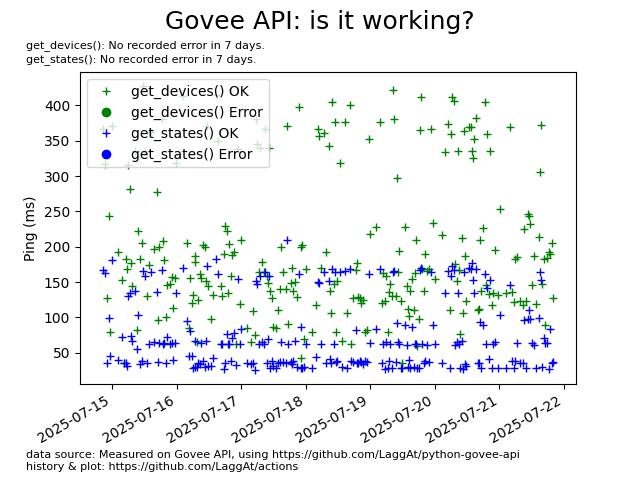 Govee API: is it working?
get_devices(): No recorded error in 7 days.
get_states(): No recorded error in 7 days.
get_devices() OK
get_devices() Error
get_states() OK
get_states() Error
Ping (ms)
400
350
300
250
200
150
100
50
2025-07-15
2025-07-16
2025-07-17
2025-07-18
2025-07-19
2025-07-20
2025-07-21
2025-07-22
data source: Measured on Govee API, using https://github.com/LaggAt/python-govee-api
history & plot: https://github.com/LaggAt/actions